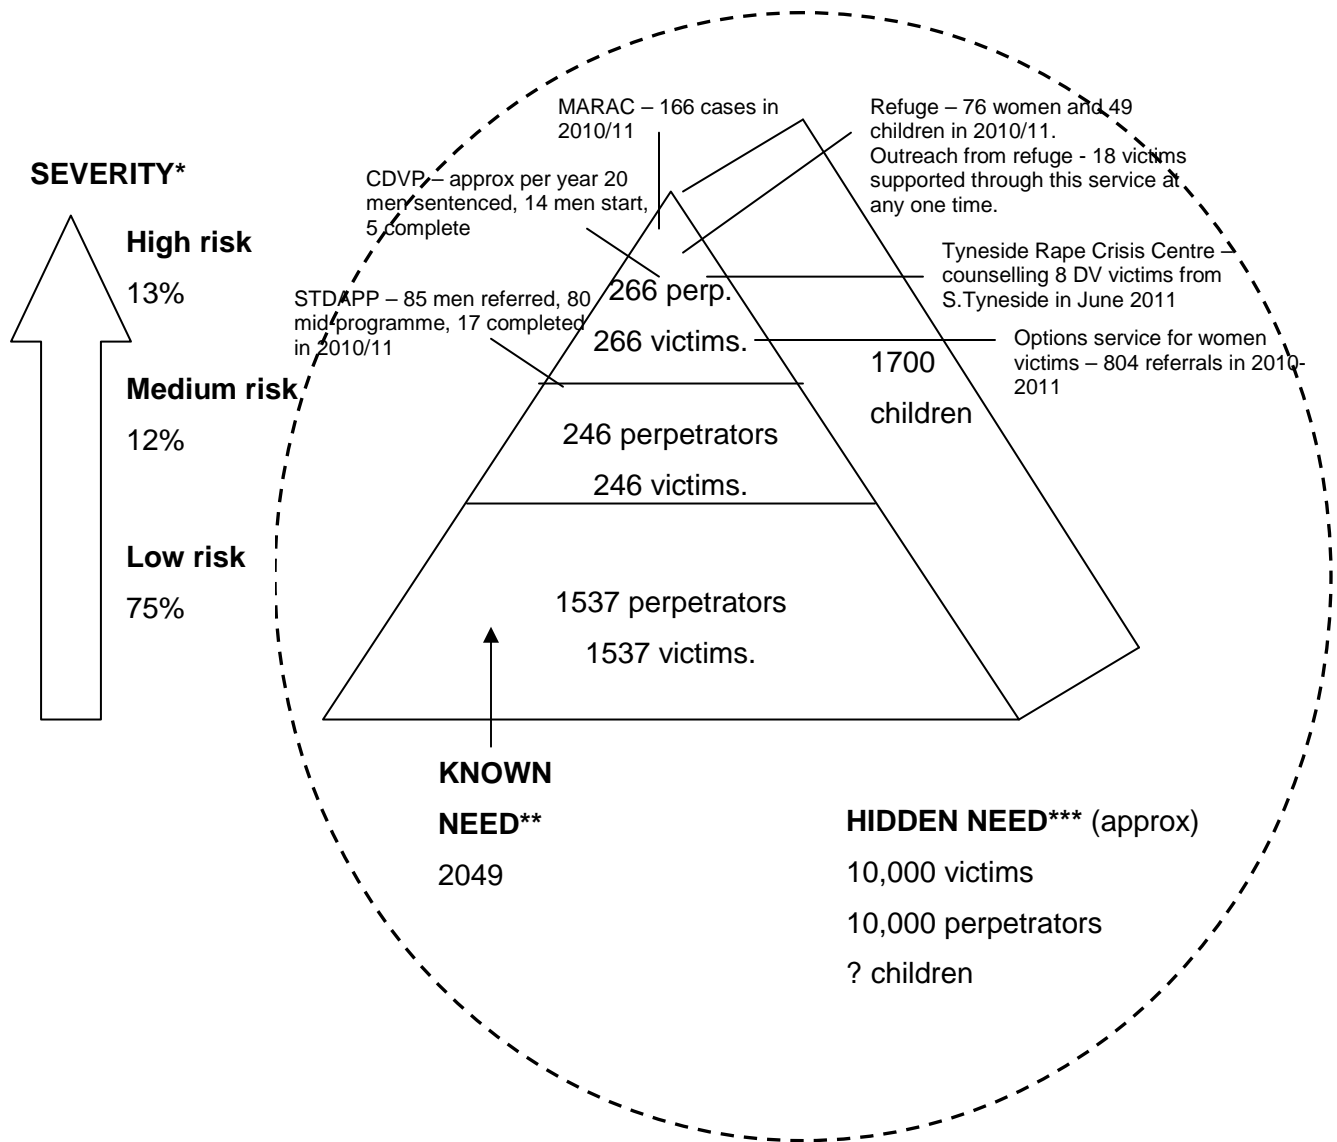 MARAC – 166 cases in
2010/11
Refuge – 76 women and 49
children in 2010/11.
Outreach from refuge - 18 victims
supported through this service at
any one time.
SEVERITY*
CDVP – approx per year 20
men sentenced, 14 men start,
5 complete
High risk
13%
Tyneside Rape Crisis Centre –
counselling 8 DV victims from
S.Tyneside in June 2011
STDAPP – 85 men referred, 80
mid-programme, 17 completed
in 2010/11
266 perp.
266 victims.
Options service for women
victims – 804 referrals in 2010-
2011
1700
children
Medium risk
12%
246 perpetrators
246 victims.
Low risk
75%
1537 perpetrators
1537 victims.
KNOWN
NEED**
2049
HIDDEN NEED*** (approx)
10,000 victims
10,000 perpetrators
? children